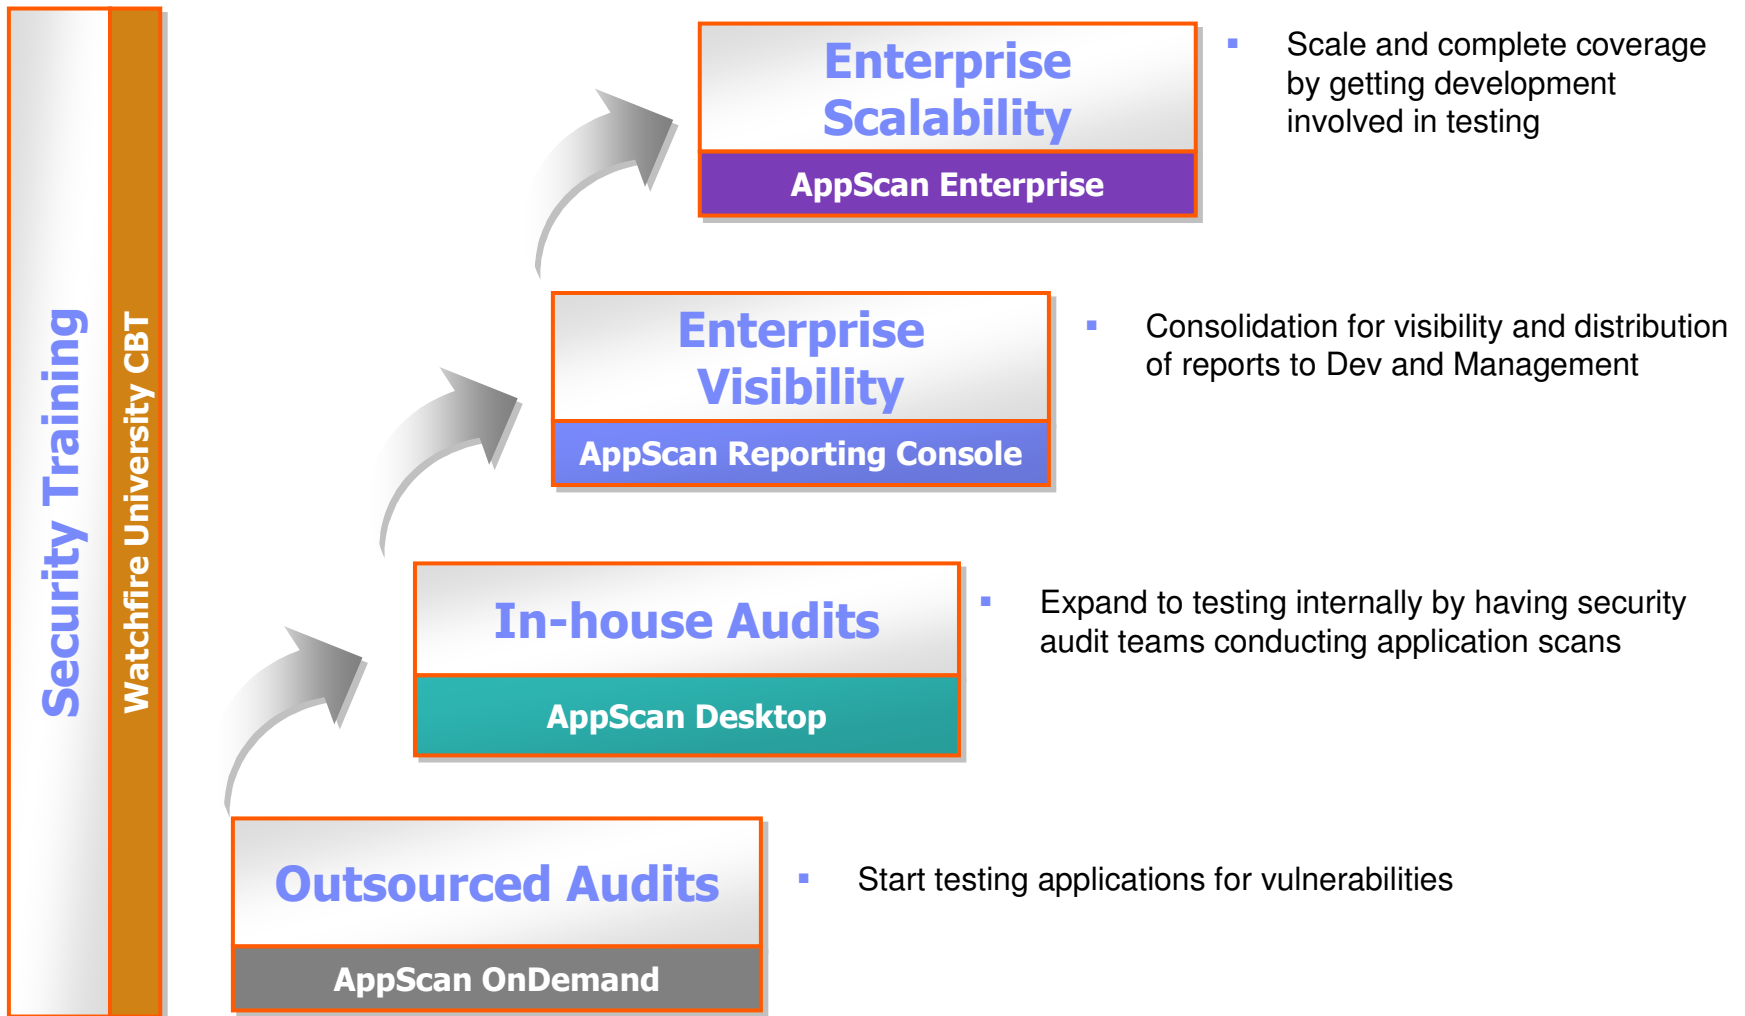 Security Training
Watchfire University CBT
Enterprise
Scalability
AppScan Enterprise
▪ Scale and complete coverage
by getting development
involved in testing
Enterprise
Visibility
AppScan Reporting Console
▪ Consolidation for visibility and distribution
of reports to Dev and Management
In-house Audits
AppScan Desktop
▪ Expand to testing internally by having security
audit teams conducting application scans
Outsourced Audits
AppScan OnDemand
▪ Start testing applications for vulnerabilities